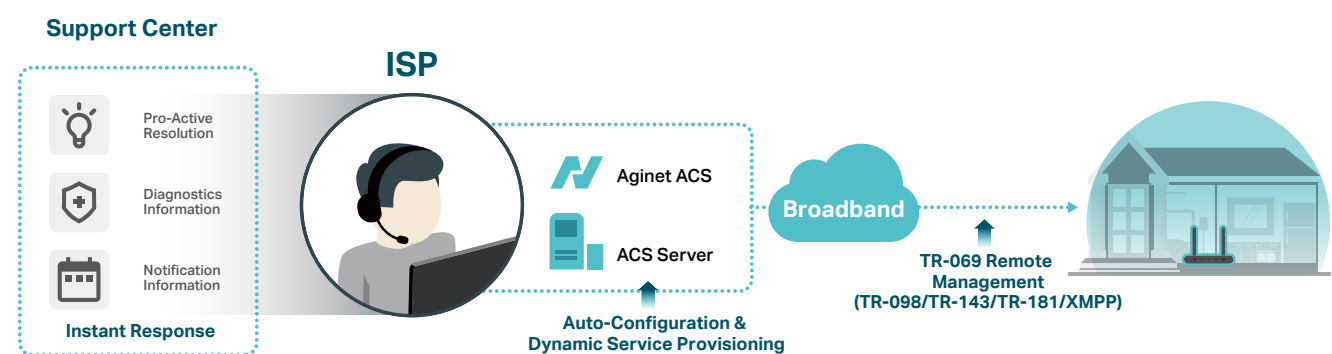 Support Center
Pro-Active
Resolution
Diagnostics
Information
Notification
Information
Instant Response
ISP
Aginet ACS
ACS Server
Auto-Configuration &
Dynamic Service Provisioning
Broadband
TR-069 Remote
Management
(TR-098/TR-143/TR-181/XMPP)